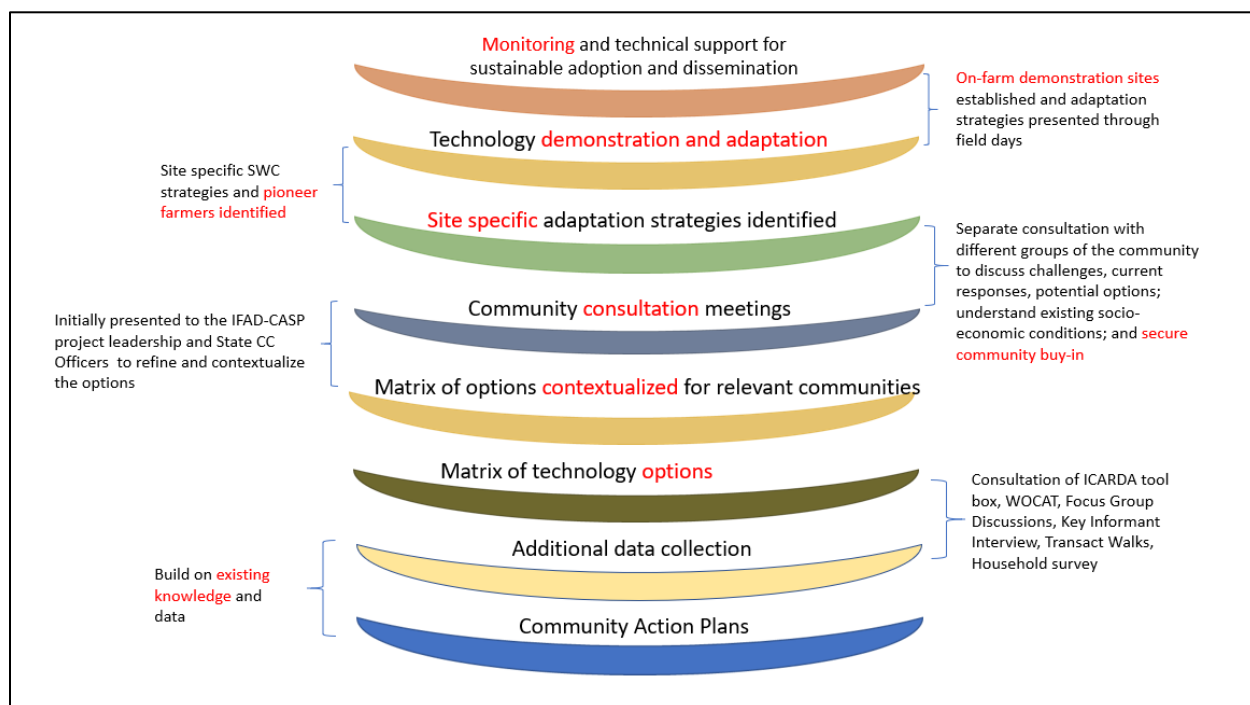 Monitoring and technical support for
sustainable adoption and dissemination
On-farm demonstration sites
established and adaptation
strategies presented through
field days
Technology demonstration and adaptation
Site specific SWC
strategies and pioneer
farmers identified
Site specific adaptation strategies identified
Separate consultation with
different groups of the community
to discuss challenges, current
responses, potential options;
understand existing socio-
economic conditions; and secure
community buy-in
Community consultation meetings
Initially presented to the IFAD-CASP
project leadership and State CC
Officers to refine and contextualize
the options
Matrix of options contextualized for relevant communities
Matrix of technology options
Consultation of ICARDA tool
box, WOCAT, Focus Group
Discussions, Key Informant
Interview, Transact Walks,
Household survey
Additional data collection
Build on existing
knowledge and
data
Community Action Plans